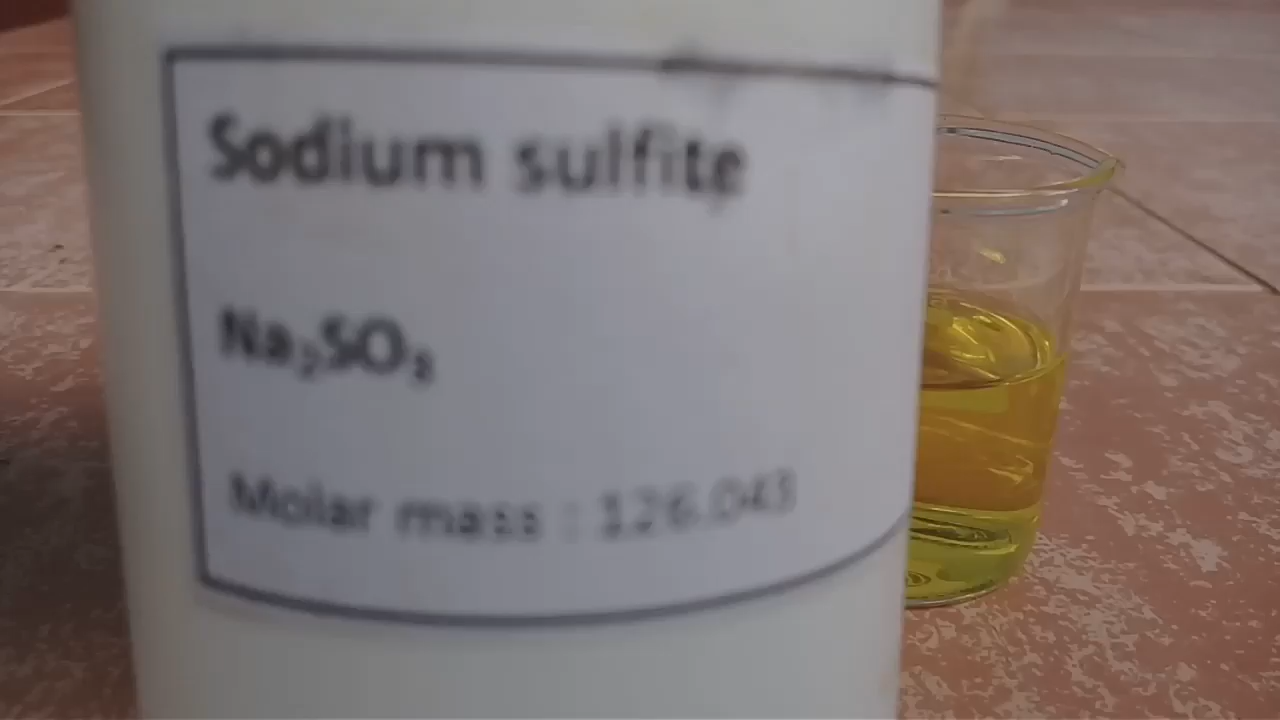 Sodium sulfite
Na₂SO₃
Molar mass : 126.043